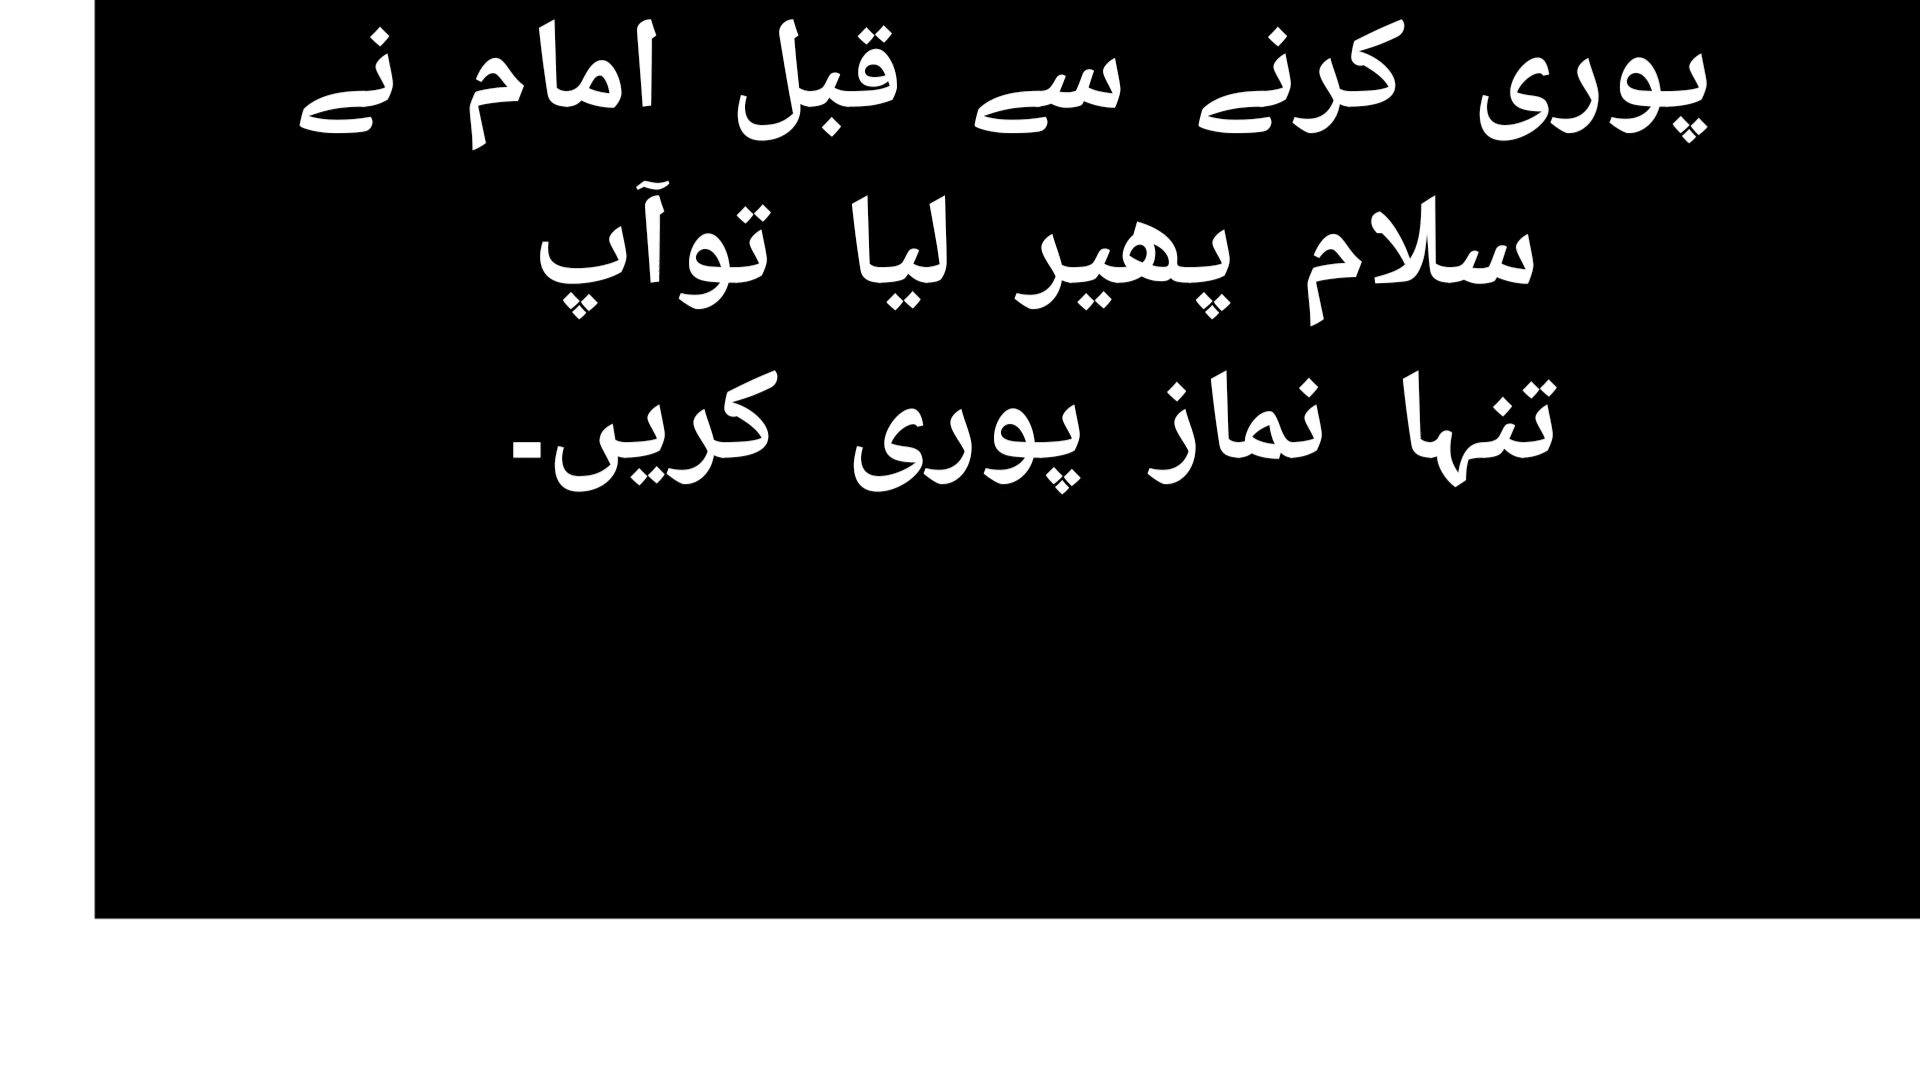 پوری کرنے سے قبل امام نے
سلام پھیر لیا توآپ
تنہا نماز پوری کریں۔